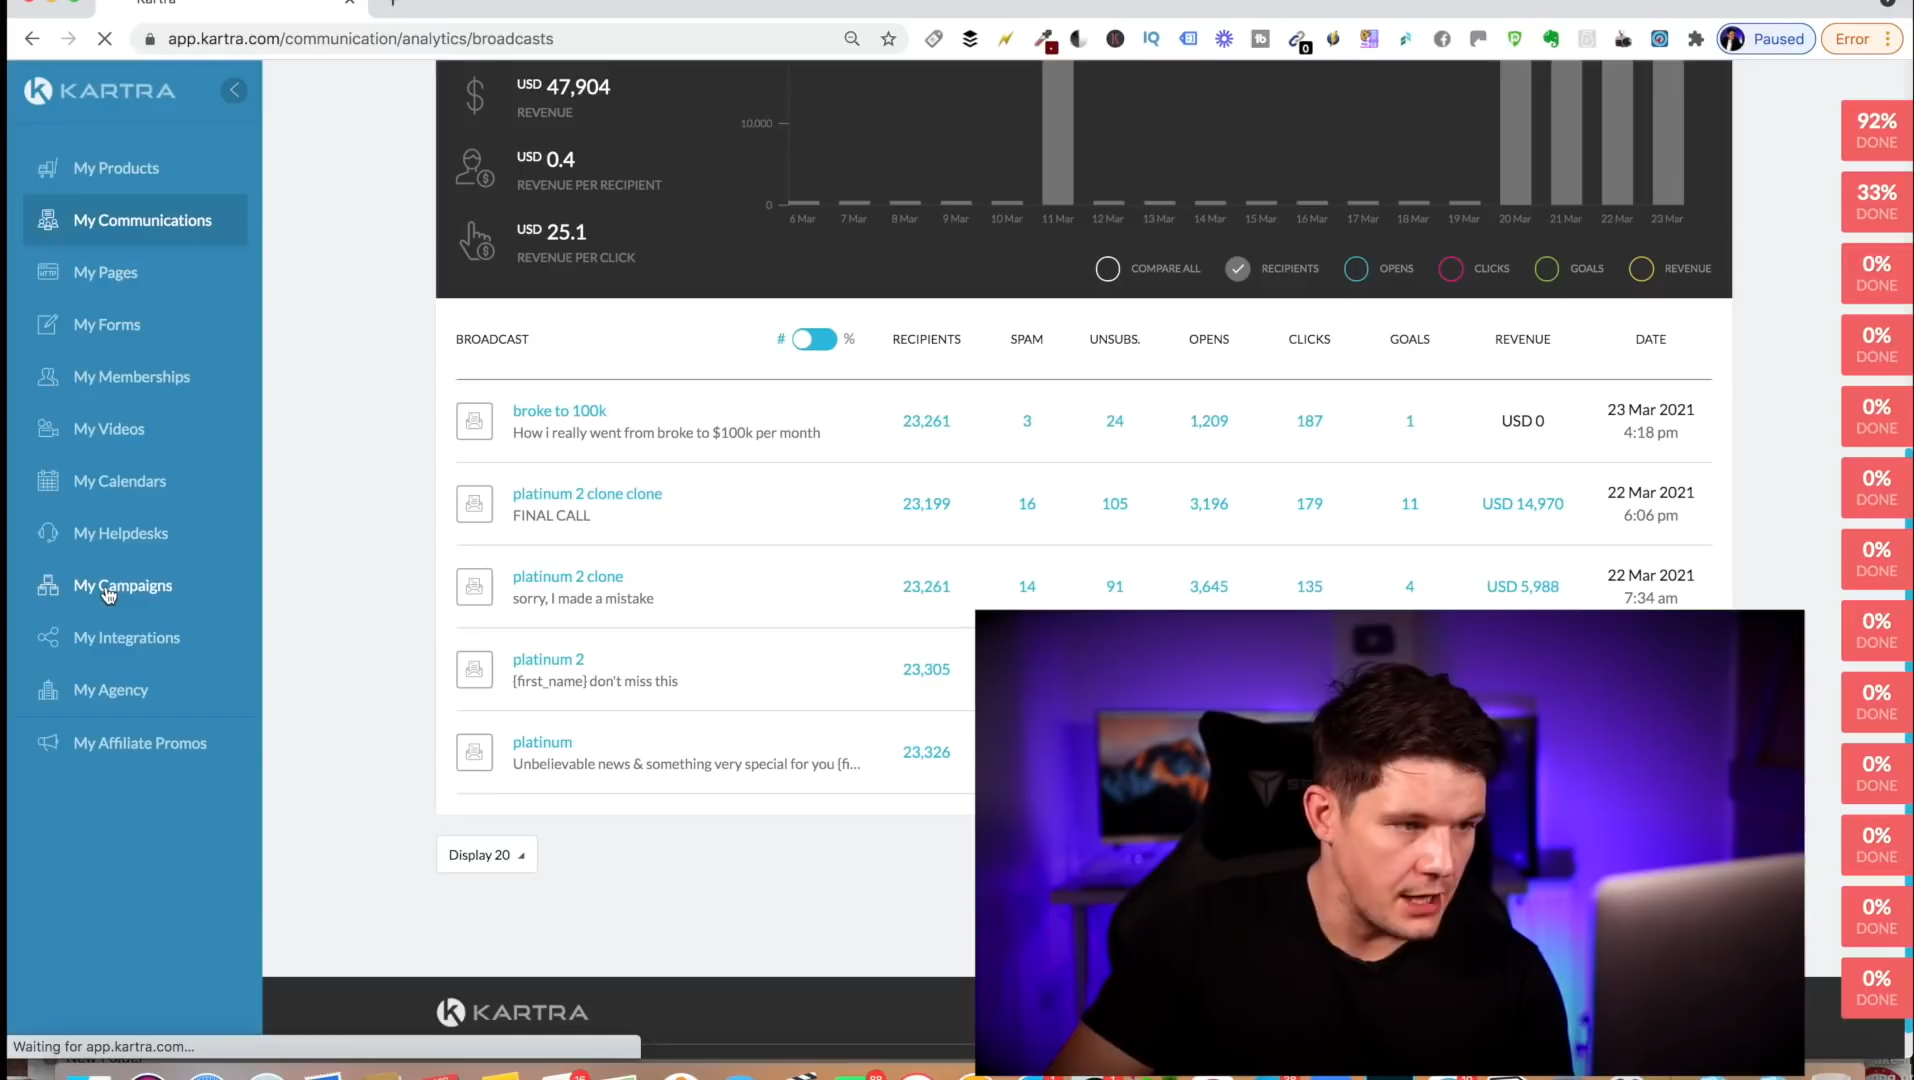 Kartra
app.kartra.com/communication/analytics/broadcasts
Paused
Error
KARTRA
My Products
My Communications
My Pages
My Forms
My Memberships
My Videos
My Calendars
My Helpdesks
My Campaigns
My Integrations
My Agency
My Affiliate Promos
USD 47,904
REVENUE
USD 0.4
REVENUE PER RECIPIENT
USD 25.1
REVENUE PER CLICK
10,000
0
6 Mar 7 Mar 8 Mar 9 Mar 10 Mar 11 Mar 12 Mar 13 Mar 14 Mar 15 Mar 16 Mar 17 Mar 18 Mar 19 Mar 20 Mar 21 Mar 22 Mar 23 Mar
COMPARE ALL RECIPIENTS OPENS CLICKS GOALS REVENUE
BROADCAST # % RECIPIENTS SPAM UNSUBS. OPENS CLICKS GOALS REVENUE DATE
broke to 100k
How i really went from broke to $100k per month
23,261 3 24 1,209 187 1 USD 0
23 Mar 2021
4:18 pm
platinum 2 clone clone
FINAL CALL
23,199 16 105 3,196 179 11 USD 14,970
22 Mar 2021
6:06 pm
platinum 2 clone
sorry, I made a mistake
23,261 14 91 3,645 135 4 USD 5,988
22 Mar 2021
7:34 am
platinum 2
{first_name} don't miss this
23,305
platinum
Unbelievable news & something very special for you {fi...
23,326
Display 20
KARTRA
Waiting for app.kartra.com...
92%
DONE
33%
DONE
0%
DONE
0%
DONE
0%
DONE
0%
DONE
0%
DONE
0%
DONE
0%
DONE
0%
DONE
0%
DONE
0%
DONE
0%
DONE